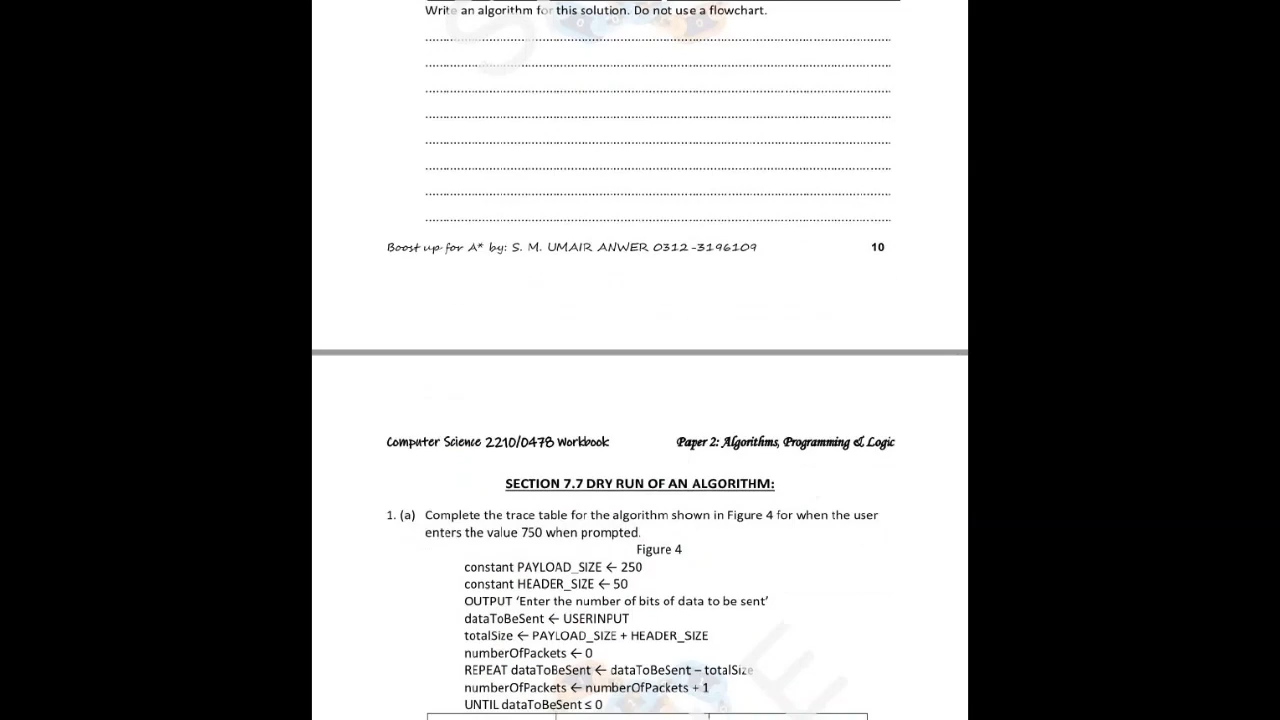 Write an algorithm for this solution. Do not use a flowchart.
Boost up for A* by: S. M. UMAIR ANWER 0312-3196109 10
Computer Science 2210/0478 Workbook Paper 2: Algorithms, Programming & Logic
SECTION 7.7 DRY RUN OF AN ALGORITHM:
1. (a) Complete the trace table for the algorithm shown in Figure 4 for when the user
enters the value 750 when prompted.
Figure 4
constant PAYLOAD_SIZE ← 250
constant HEADER_SIZE ← 50
OUTPUT ‘Enter the number of bits of data to be sent’
dataToBeSent ← USERINPUT
totalSize ← PAYLOAD_SIZE + HEADER_SIZE
numberOfPackets ← 0
REPEAT dataToBeSent ← dataToBeSent – totalSize
numberOfPackets ← numberOfPackets + 1
UNTIL dataToBeSent ≤ 0